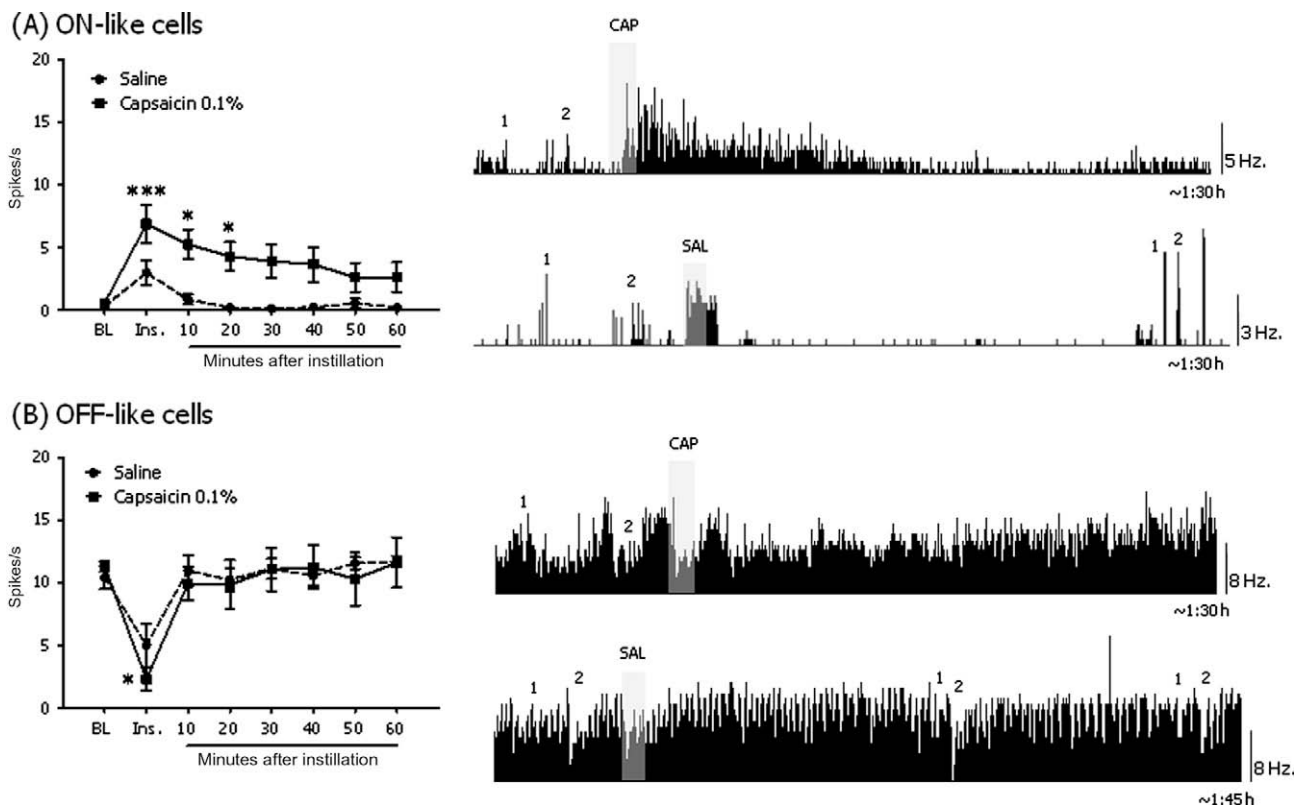 (A) ON-like cells
20
15
10
5
0
Spikes/s
Saline
Capsaicin 0.1%
***
*
*
BL Ins. 10 20 30 40 50 60
Minutes after instillation
CAP
1 2
5 Hz.
~1:30h
SAL
1 2 1 2
3 Hz.
~1:30h
(B) OFF-like cells
20
15
10
5
0
Spikes/s
Saline
Capsaicin 0.1%
*
BL Ins. 10 20 30 40 50 60
Minutes after instillation
CAP
1 2
8 Hz.
~1:30h
SAL
1 2 1 2 1 2
8 Hz.
~1:45h